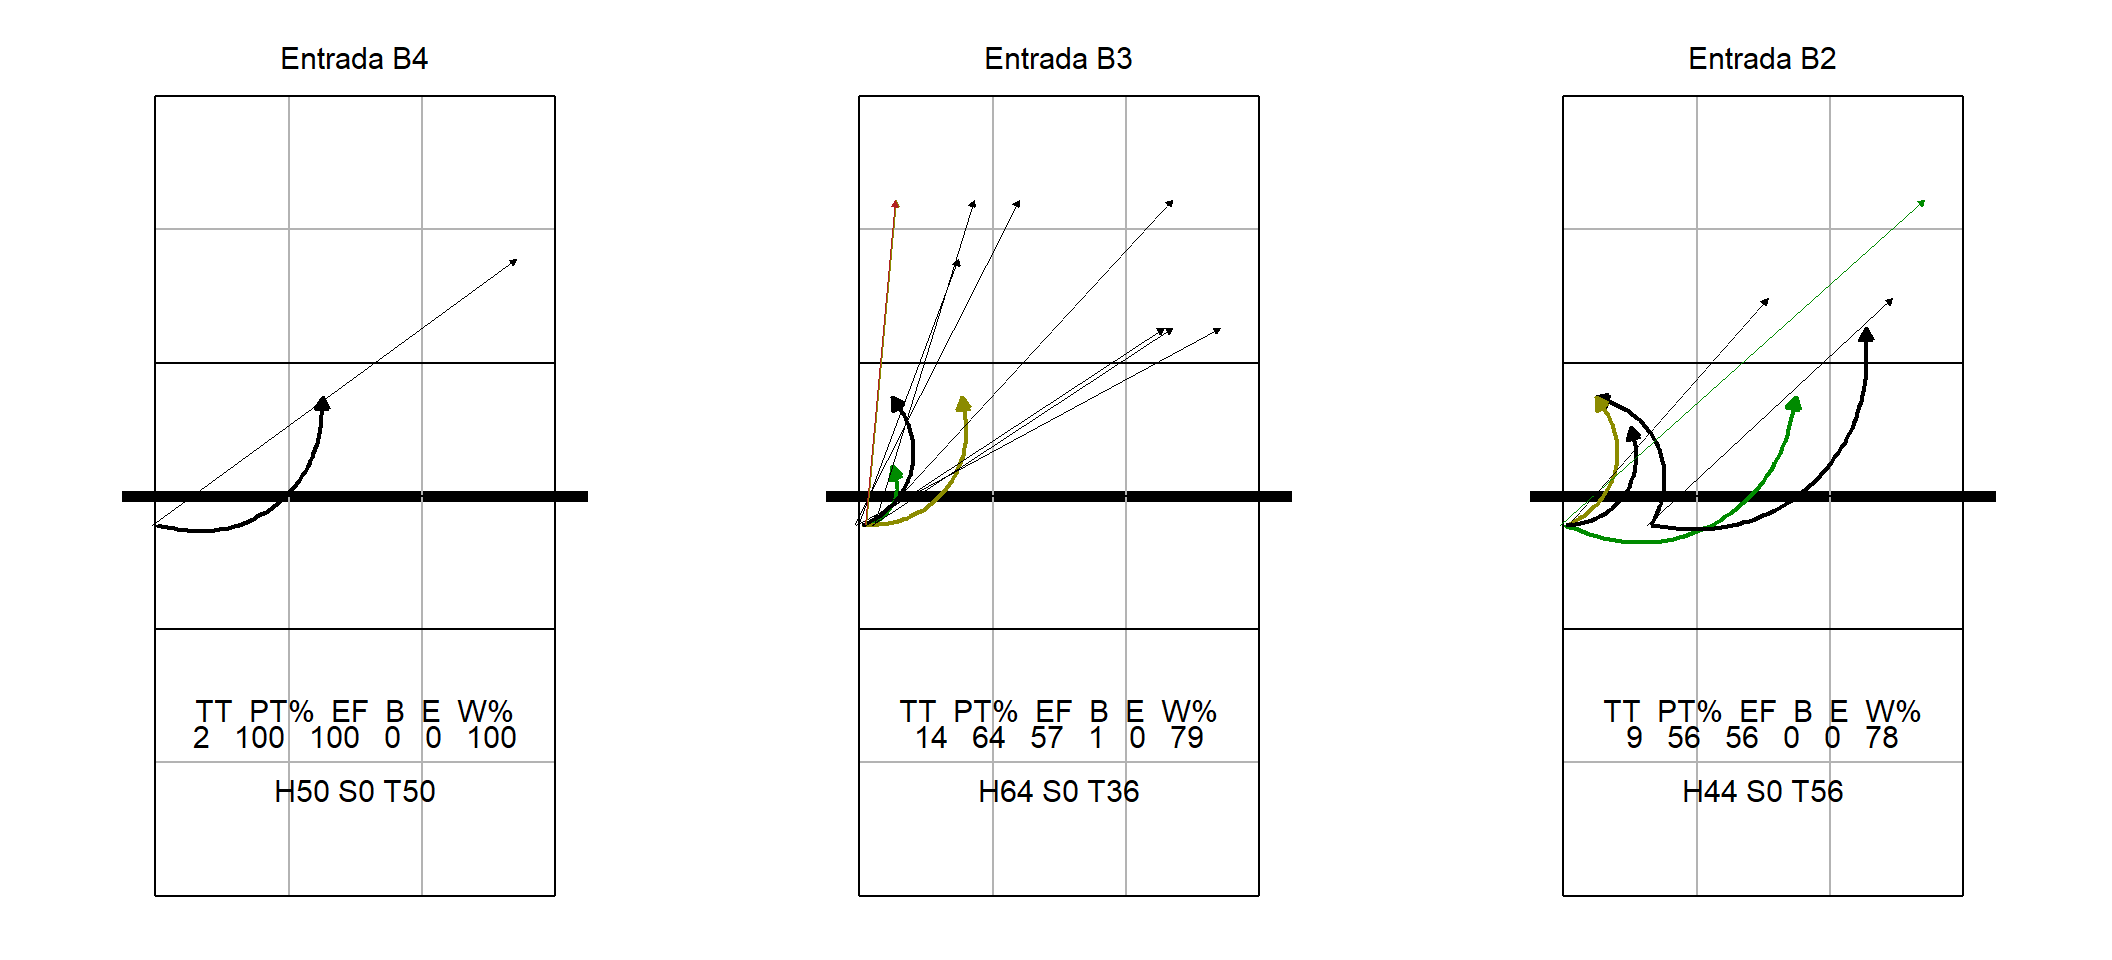 Entrada B4
TT PT% EF B E W%
2 100 100 0 0 100
H50 S0 T50
Entrada B3
TT PT% EF B E W%
14 64 57 1 0 79
H64 S0 T36
Entrada B2
TT PT% EF B E W%
9 56 56 0 0 78
H44 S0 T56